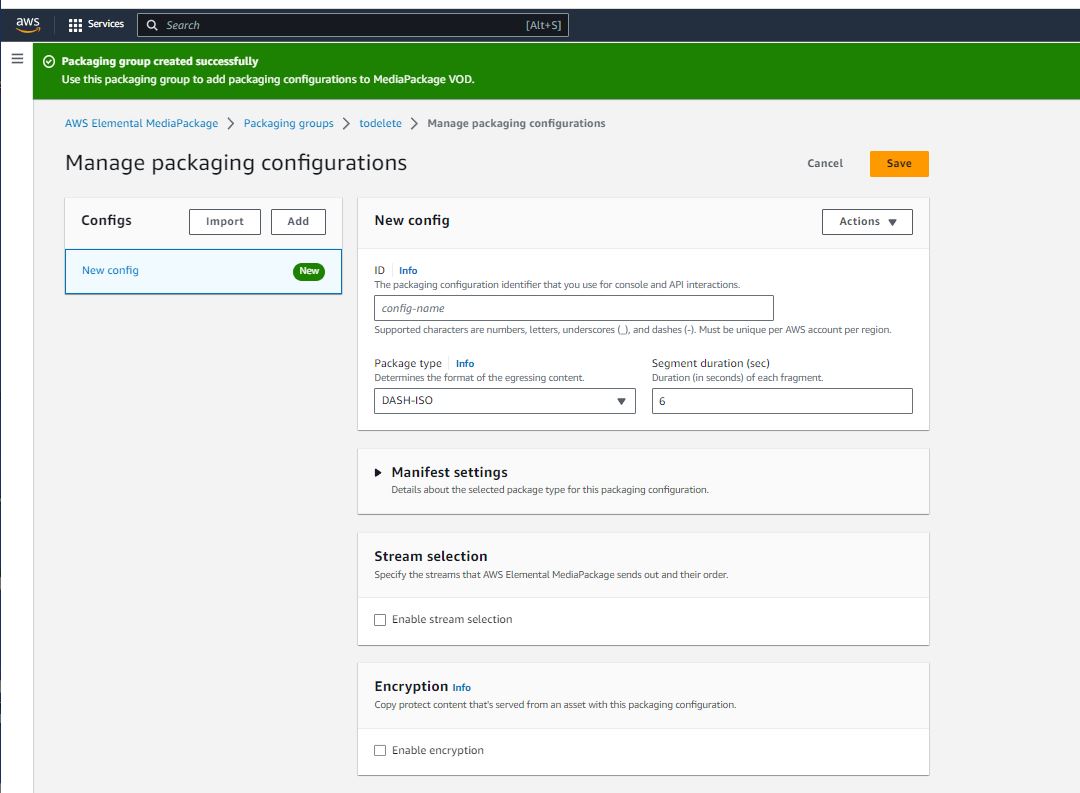 aws
Services
Search
[Alt+S]
Packaging group created successfully
Use this packaging group to add packaging configurations to MediaPackage VOD.
AWS Elemental MediaPackage
Packaging groups
todelete
Manage packaging configurations
Manage packaging configurations
Cancel
Save
Configs
Import
Add
New config
New
New config
Actions
ID
Info
The packaging configuration identifier that you use for console and API interactions.
config-name
Supported characters are numbers, letters, underscores (_), and dashes (-). Must be unique per AWS account per region.
Package type
Info
Determines the format of the egressing content.
DASH-ISO
Segment duration (sec)
Duration (in seconds) of each fragment.
6
Manifest settings
Details about the selected package type for this packaging configuration.
Stream selection
Specify the streams that AWS Elemental MediaPackage sends out and their order.
Enable stream selection
Encryption Info
Copy protect content that's served from an asset with this packaging configuration.
Enable encryption